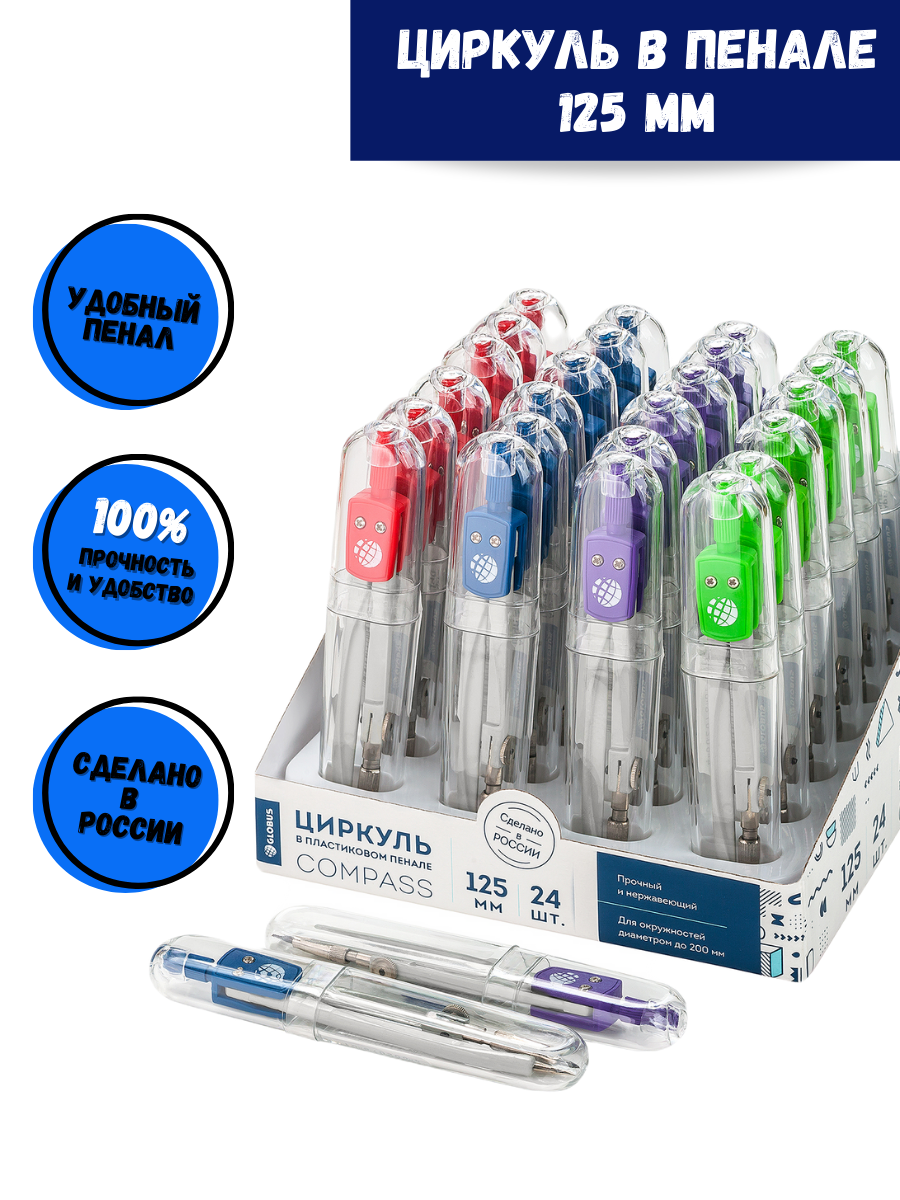 ЦИРКУЛЬ В ПЕНАЛЕ
125 ММ
УДОБНЫЙ
ПЕНАЛ
100%
ПРОЧНОСТЬ
И УДОБСТВО
СДЕЛАНО
В
РОССИИ
GLOBUS
ЦИРКУЛЬ
В ПЛАСТИКОВОМ ПЕНАЛЕ
COMPASS
Сделано
в
РОССИИ
125
ММ
24
ШТ.
Прочный
и нержавеющий
Для окружностей
диаметром до 200 мм
125
ММ
24
ШТ.